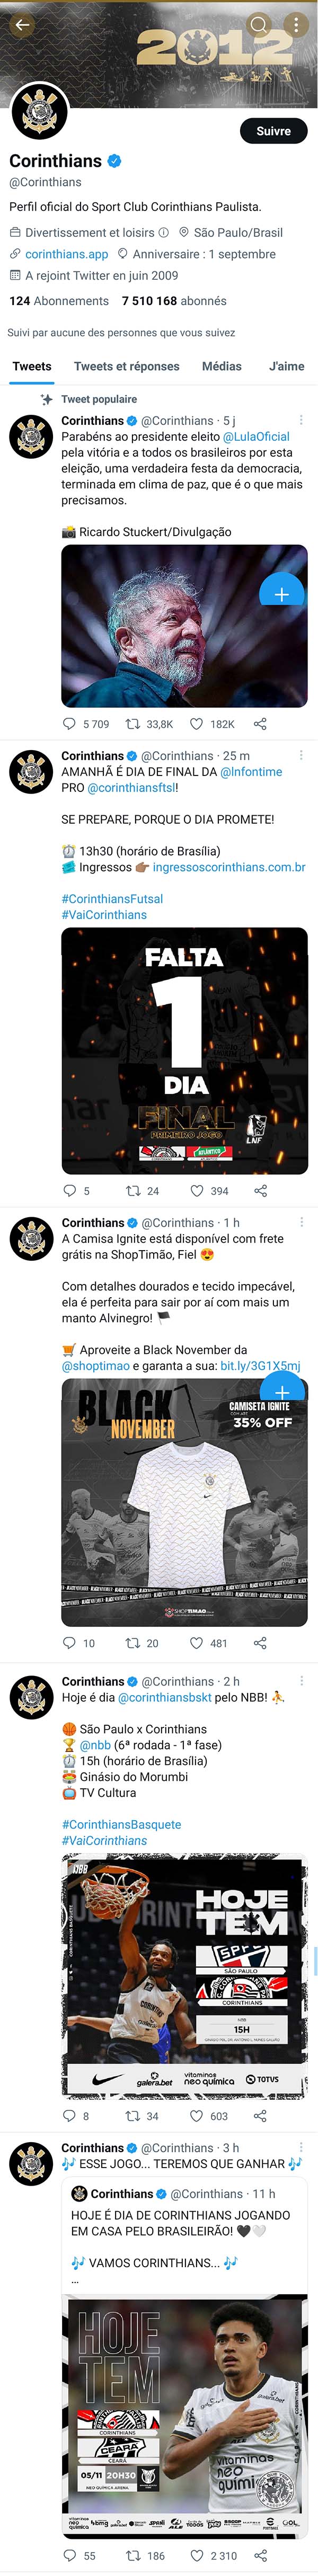 2012
Suivre
Corinthians
@Corinthians
Perfil oficial do Sport Club Corinthians Paulista.
Divertissement et loisirs São Paulo/Brasil
corinthians.app Anniversaire : 1 septembre
A rejoint Twitter en juin 2009
124 Abonnements 7 510 168 abonnés
Suivi par aucune des personnes que vous suivez
Tweets Tweets et réponses Médias J'aime
Tweet populaire
Corinthians @Corinthians · 5 j
Parabéns ao presidente eleito @LulaOficial
pela vitória e a todos os brasileiros por esta
eleição, uma verdadeira festa da democracia,
terminada em clima de paz, que é o que mais
precisamos.
📸 Ricardo Stuckert/Divulgação
5 709 33,8K 182K
Corinthians @Corinthians · 25 m
AMANHÃ É DIA DE FINAL DA @lnfontime
PRO @corinthiansftsl!
SE PREPARE, PORQUE O DIA PROMETE!
⏰ 13h30 (horário de Brasília)
🎟 Ingressos 👉🏽 ingressoscorinthians.com.br
#CorinthiansFutsal
#VaiCorinthians
FALTA
1
DIA
FINAL
PRIMEIRO JOGO
ATLÂNTICO
LNF
5 24 394
Corinthians @Corinthians · 1 h
A Camisa Ignite está disponível com frete
grátis na ShopTimão, Fiel 😍
Com detalhes dourados e tecido impecável,
ela é perfeita para sair por aí com mais um
manto Alvinegro! 🏴
🛒 Aproveite a Black November da
@shoptimao e garanta a sua: bit.ly/3G1X5mj
BLACK
NOVEMBER
CAMISETA IGNITE
COM ATÉ
35% OFF
SHOPTIMAO
10 20 481
Corinthians @Corinthians · 2 h
Hoje é dia @corinthiansbskt pelo NBB! ⛹
🏀 São Paulo x Corinthians
🏆 @nbb (6ª rodada - 1ª fase)
⏰ 15h (horário de Brasília)
🏟 Ginásio do Morumbi
📺 TV Cultura
#CorinthiansBasquete
#VaiCorinthians
NBB
HOJE
TEM
SPFC
SÃO PAULO
CORINTHIANS
15H
galera.bet
vitaminas
neo química
TOTVS
8 34 603
Corinthians @Corinthians · 3 h
🎶 ESSE JOGO... TEREMOS QUE GANHAR 🎶
Corinthians @Corinthians · 11 h
HOJE É DIA DE CORINTHIANS JOGANDO
EM CASA PELO BRASILEIRÃO! 🖤🤍
🎶 VAMOS CORINTHIANS... 🎶
...
HOJE
TEM
CORINTHIANS
CEARÁ
CEARÁ
05/11 20H30
NEO QUÍMICA ARENA
vitaminas
neo
quími
55 186 2 310